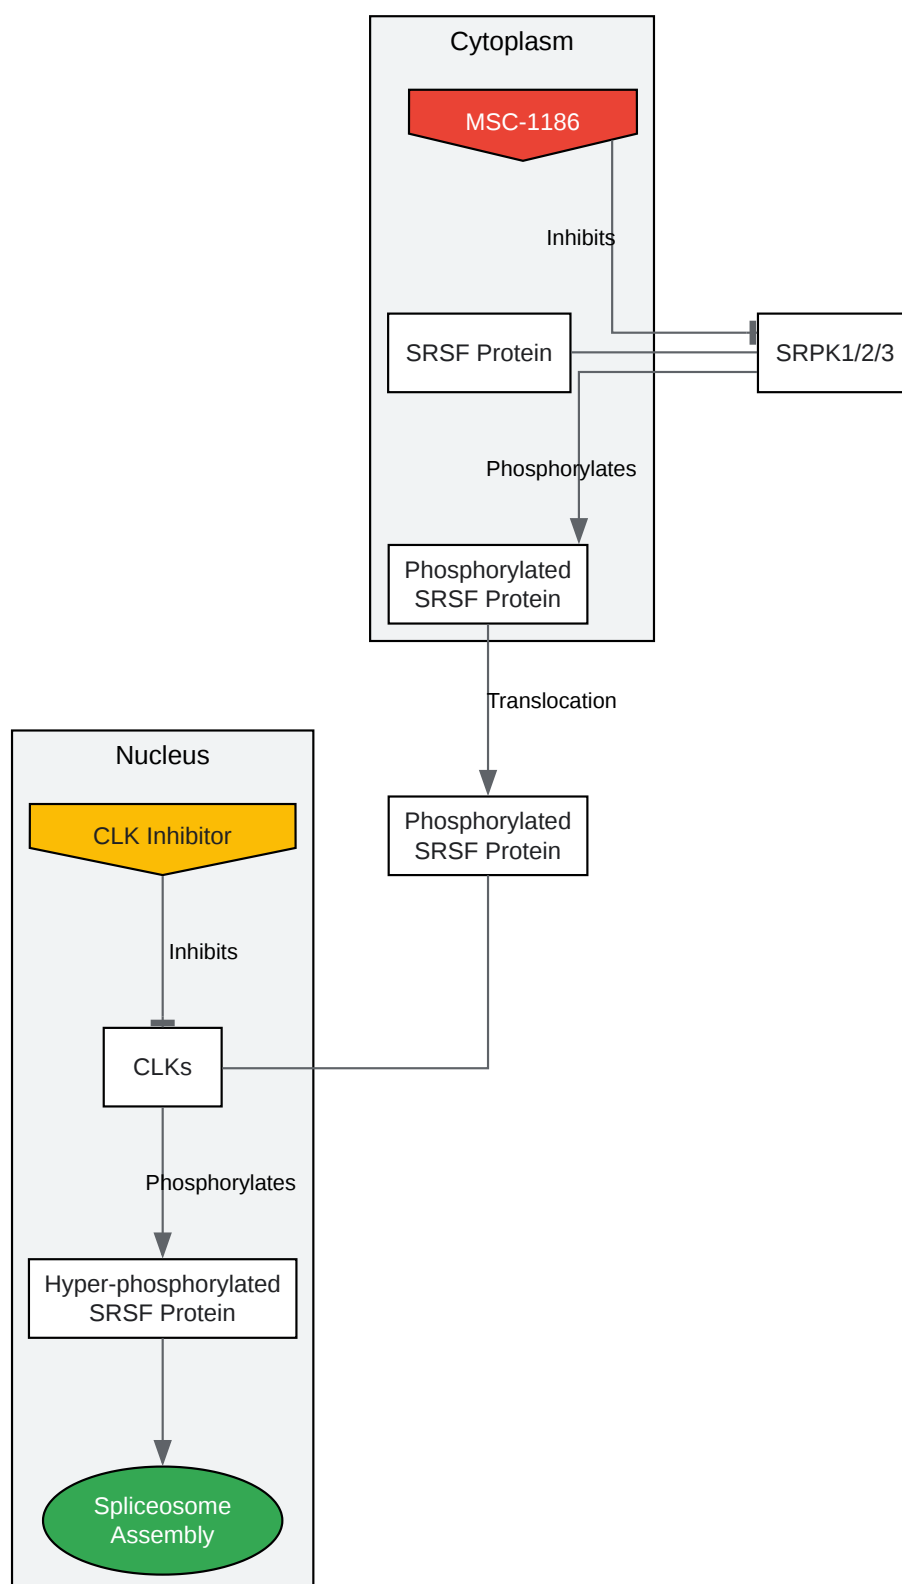 Cytoplasm
MSC-1186
Inhibits
SRSF Protein
SRPK1/2/3
Phosphorylates
Phosphorylated
SRSF Protein
Translocation
Nucleus
CLK Inhibitor
Phosphorylated
SRSF Protein
Inhibits
CLKs
Phosphorylates
Hyper-phosphorylated
SRSF Protein
Spliceosome
Assembly